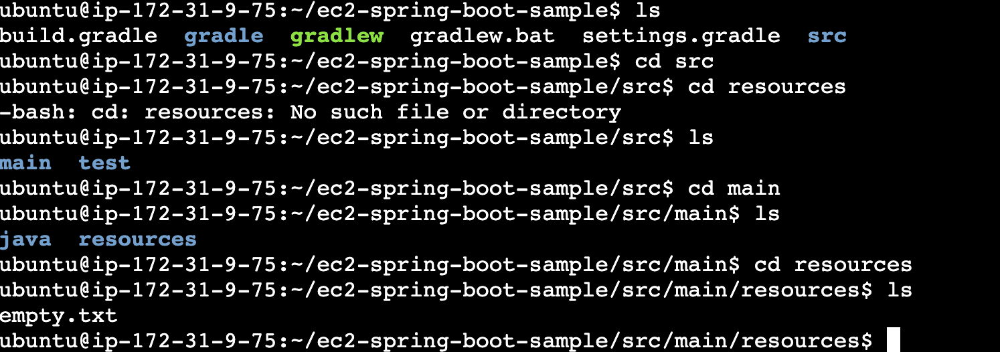 ubuntu@ip-172-31-9-75:~/ec2-spring-boot-sample$ ls
build.gradle  gradle  gradlew  gradlew.bat  settings.gradle  src
ubuntu@ip-172-31-9-75:~/ec2-spring-boot-sample$ cd src
ubuntu@ip-172-31-9-75:~/ec2-spring-boot-sample/src$ cd resources
-bash: cd: resources: No such file or directory
ubuntu@ip-172-31-9-75:~/ec2-spring-boot-sample/src$ ls
main  test
ubuntu@ip-172-31-9-75:~/ec2-spring-boot-sample/src$ cd main
ubuntu@ip-172-31-9-75:~/ec2-spring-boot-sample/src/main$ ls
java  resources
ubuntu@ip-172-31-9-75:~/ec2-spring-boot-sample/src/main$ cd resources
ubuntu@ip-172-31-9-75:~/ec2-spring-boot-sample/src/main/resources$ ls
empty.txt
ubuntu@ip-172-31-9-75:~/ec2-spring-boot-sample/src/main/resources$